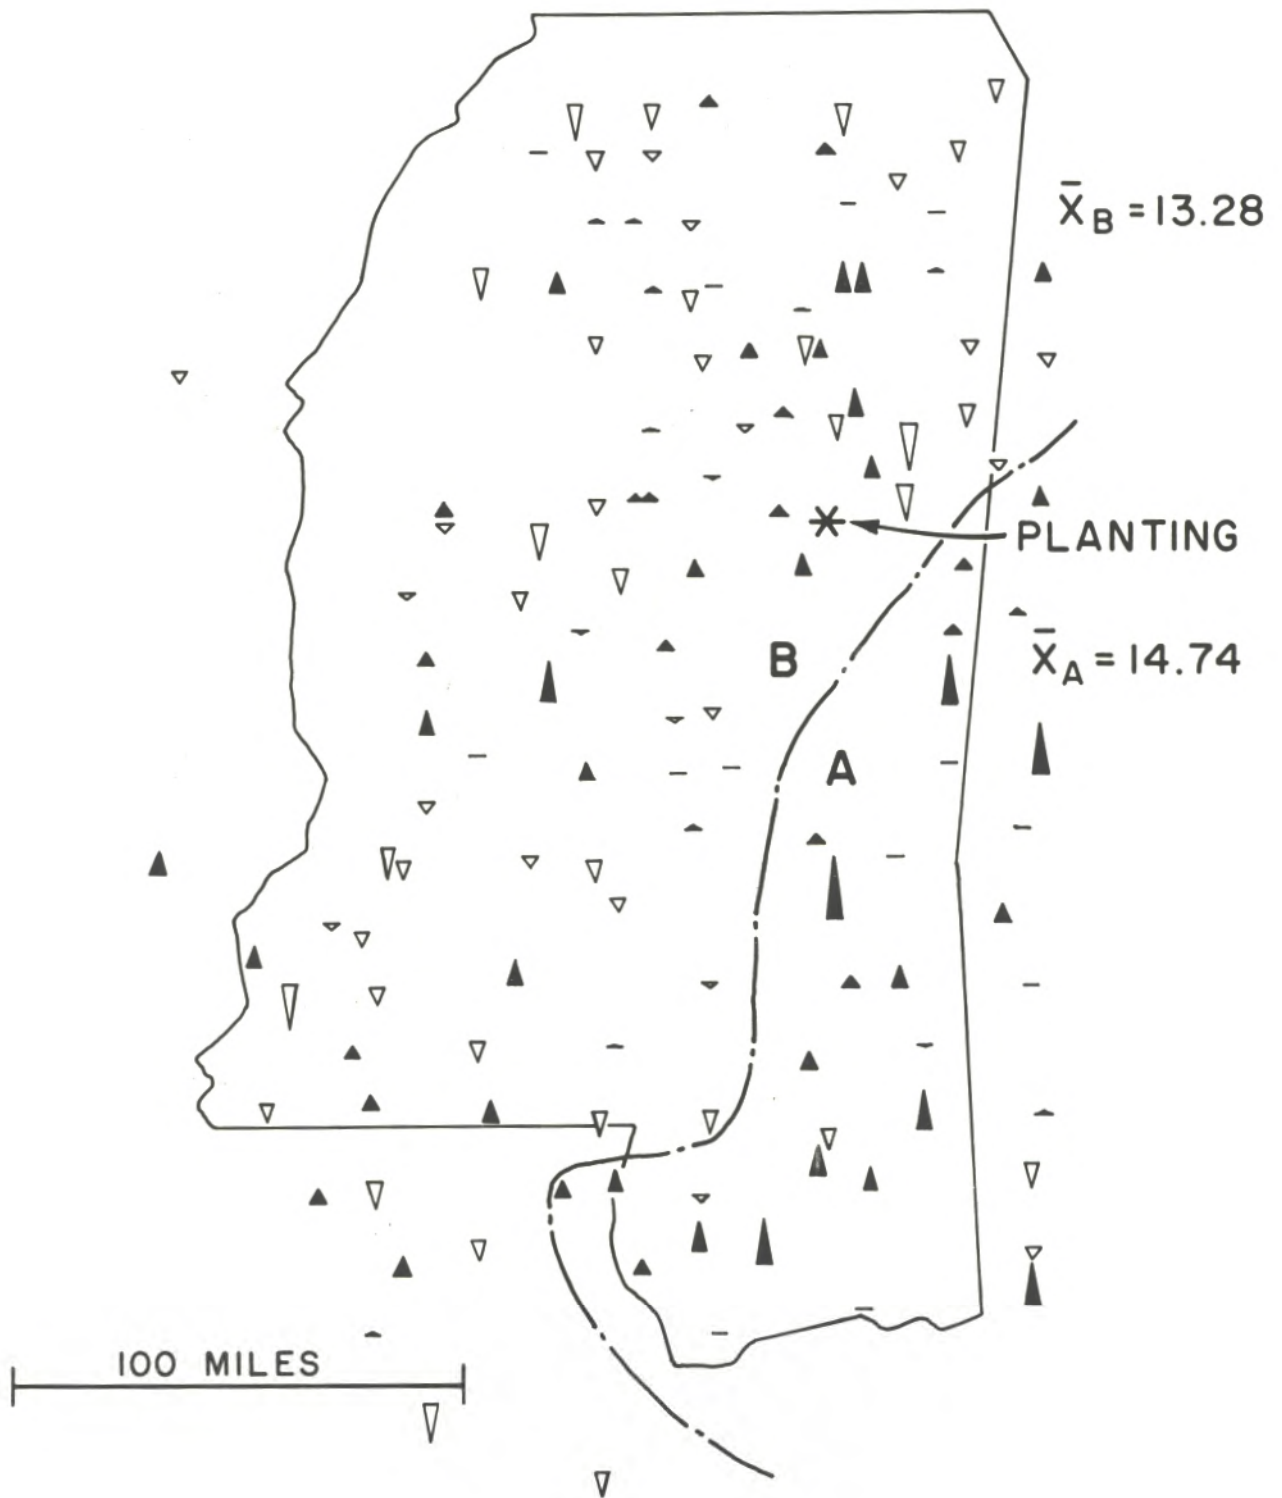 X̄B = 13.28
PLANTING
B
X̄A = 14.74
A
100 MILES